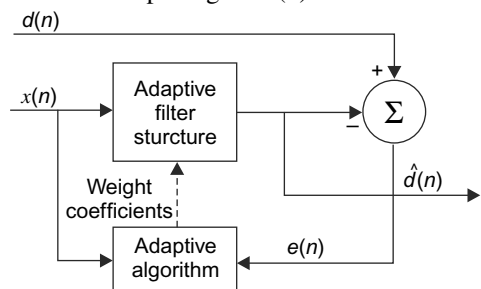 d(n)
+
x(n)
Adaptive
filter
sturcture
Σ
−
Weight
coefficients
d̂(n)
Adaptive
algorithm
e(n)